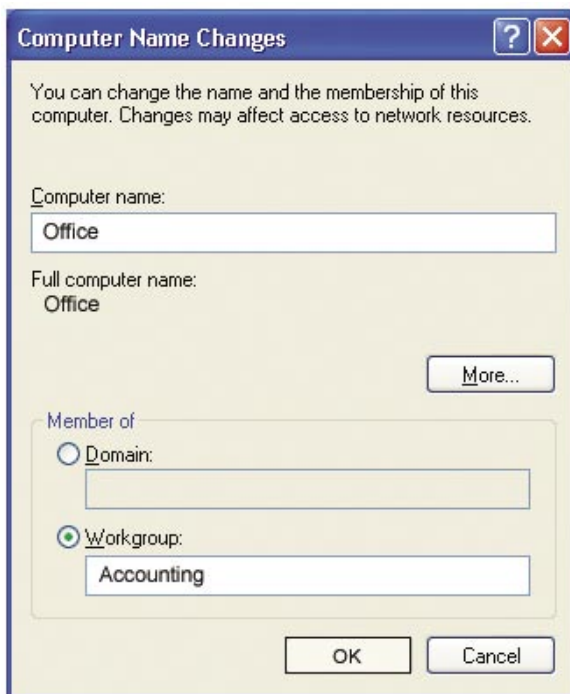 Computer Name Changes
You can change the name and the membership of this
computer. Changes may affect access to network resources.
Computer name:
Office
Full computer name:
Office
More...
Member of
Domain:
Workgroup:
Accounting
OK
Cancel